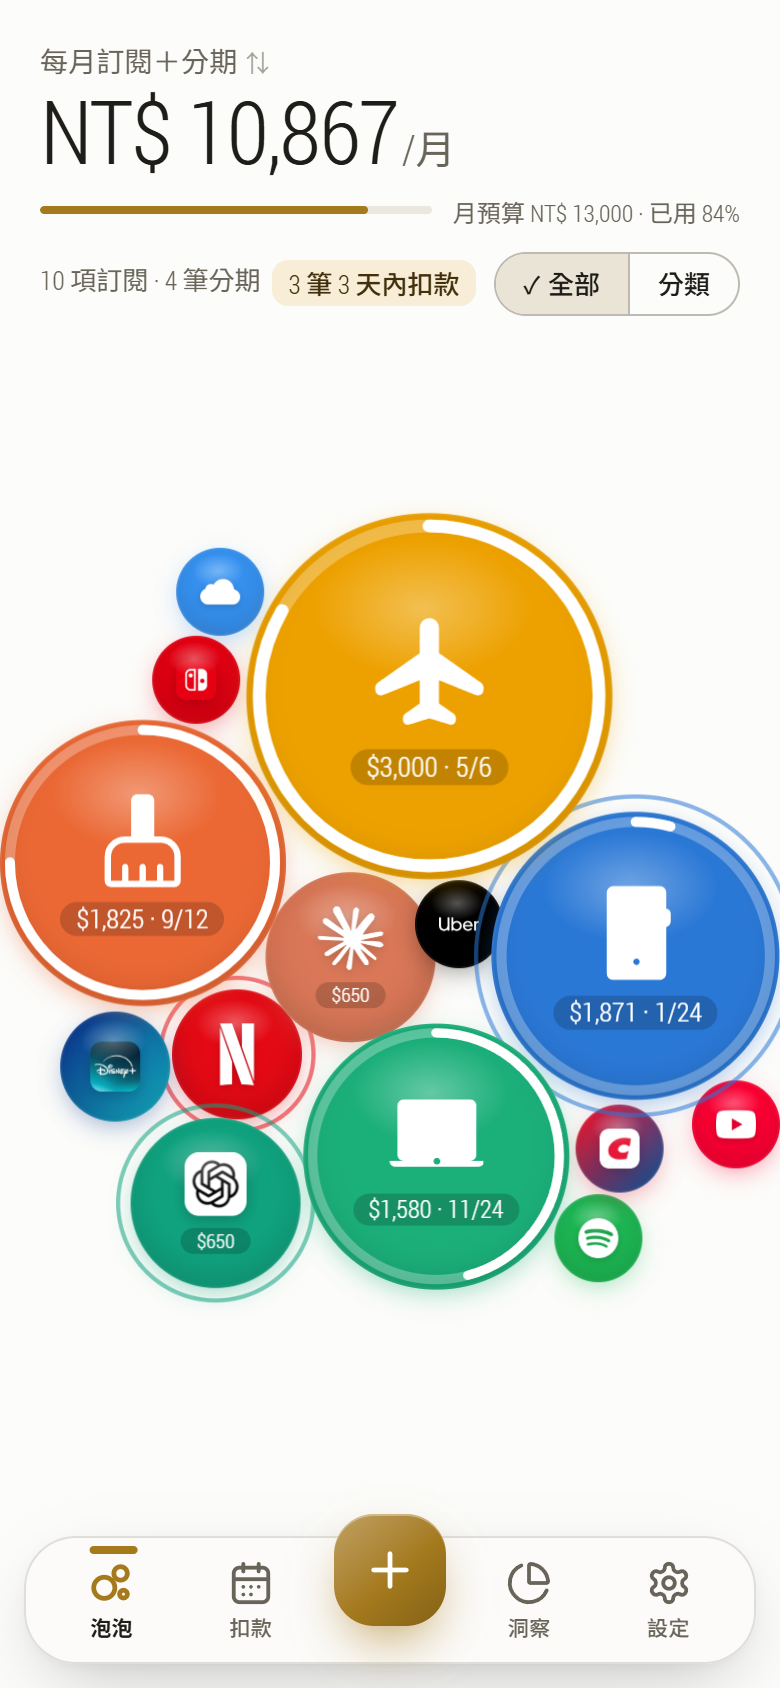 每月訂閱＋分期 ⇅
NT$ 10,867/月
月預算 NT$ 13,000 · 已用 84%
10 項訂閱 · 4 筆分期
3 筆 3 天內扣款
✓ 全部
分類
$3,000 · 5/6
$1,825 · 9/12
$650
Uber
$1,871 · 1/24
Disney+
N
$650
$1,580 · 11/24
泡泡
扣款
+
洞察
設定